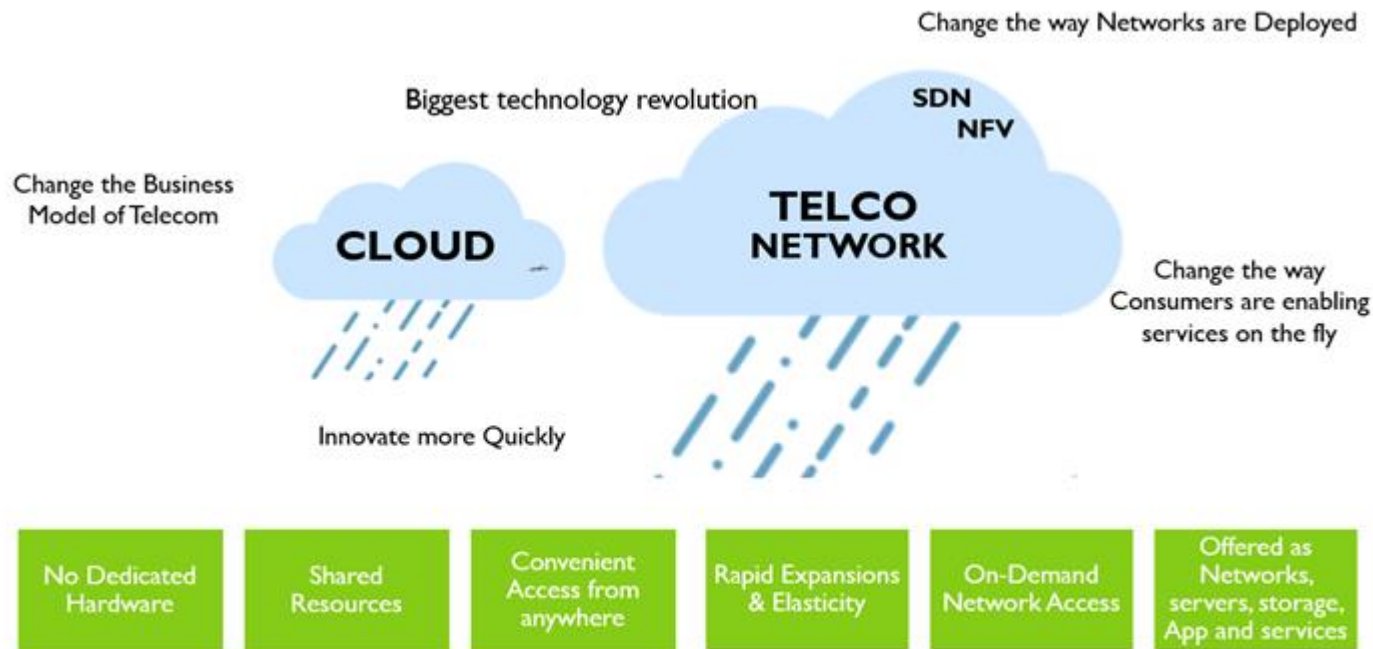 Change the way Networks are Deployed
Biggest technology revolution
SDN
NFV
Change the Business
Model of Telecom
CLOUD
TELCO
NETWORK
Change the way
Consumers are enabling
services on the fly
Innovate more Quickly
No Dedicated
Hardware
Shared
Resources
Convenient
Access from
anywhere
Rapid Expansions
& Elasticity
On-Demand
Network Access
Offered as
Networks,
servers, storage,
App and services